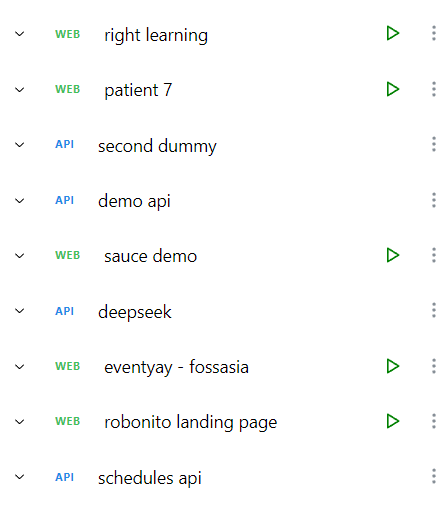 WEB right learning
WEB patient 7
API second dummy
API demo api
WEB sauce demo
API deepseek
WEB eventyay - fossasia
WEB robonito landing page
API schedules api